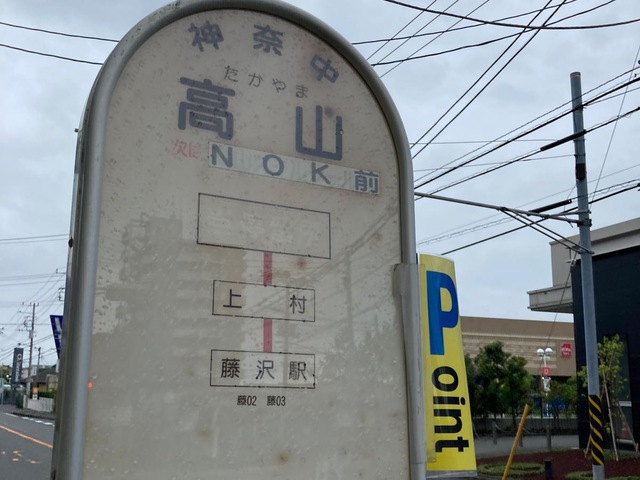 神奈中
たかやま
高山
次は NOK前
上村
藤沢駅
藤02 藤03
Point